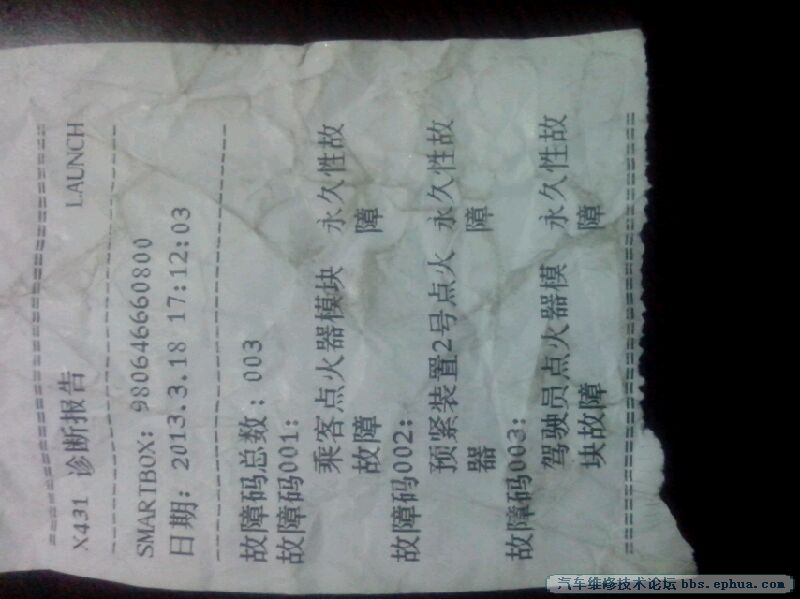 ==============================
X431 诊断报告 LAUNCH
------------------------------
SMARTBOX: 980646660800
日期: 2013.3.18 17:12:03
------------------------------
故障码总数: 003
故障码001:
乘客点火器模块 永久性故
故障 障
故障码002:
预紧装置2号点火 永久性故
器 障
故障码003:
驾驶员点火器模 永久性故
块故障 障
==============================
汽车维修技术论坛 bbs.ephua.com